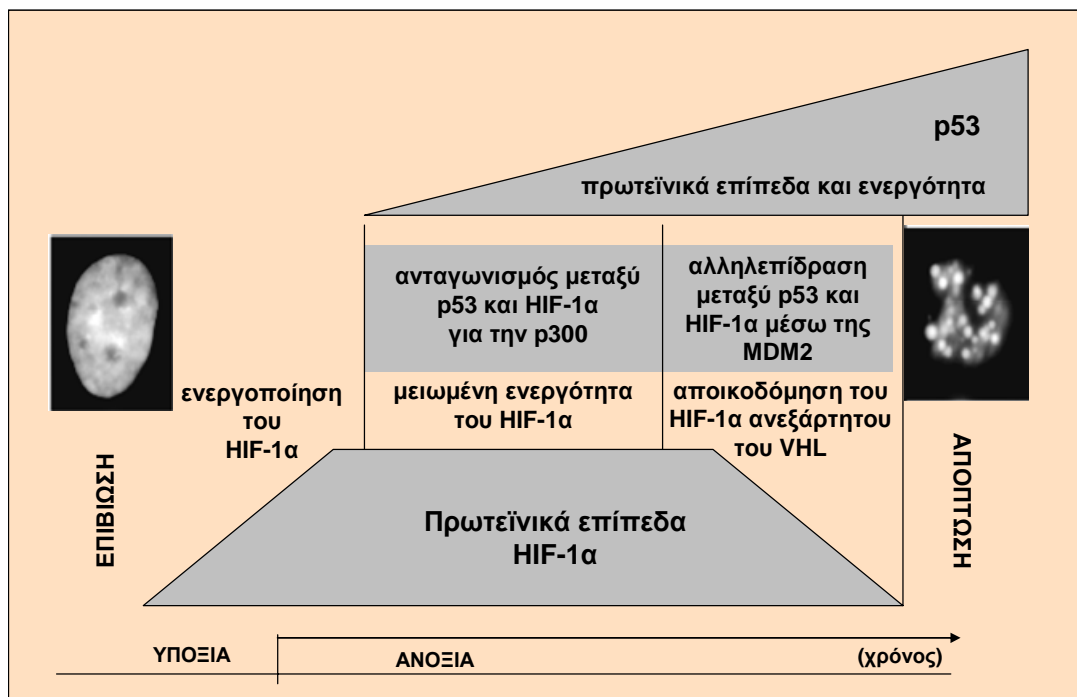 p53
πρωτεϊνικά επίπεδα και ενεργότητα
ανταγωνισμός μεταξύ
p53 και HIF-1α
για την p300
αλληλεπίδραση
μεταξύ p53 και
HIF-1α μέσω της
MDM2
ενεργοποίηση
του
HIF-1α
μειωμένη ενεργότητα
του HIF-1α
αποικοδόμηση του
HIF-1α ανεξάρτητου
του VHL
ΕΠΙΒΙΩΣΗ
ΑΠΟΠΤΩΣΗ
Πρωτεϊνικά επίπεδα
HIF-1α
ΥΠΟΞΙΑ
ΑΝΟΞΙΑ
(χρόνος)